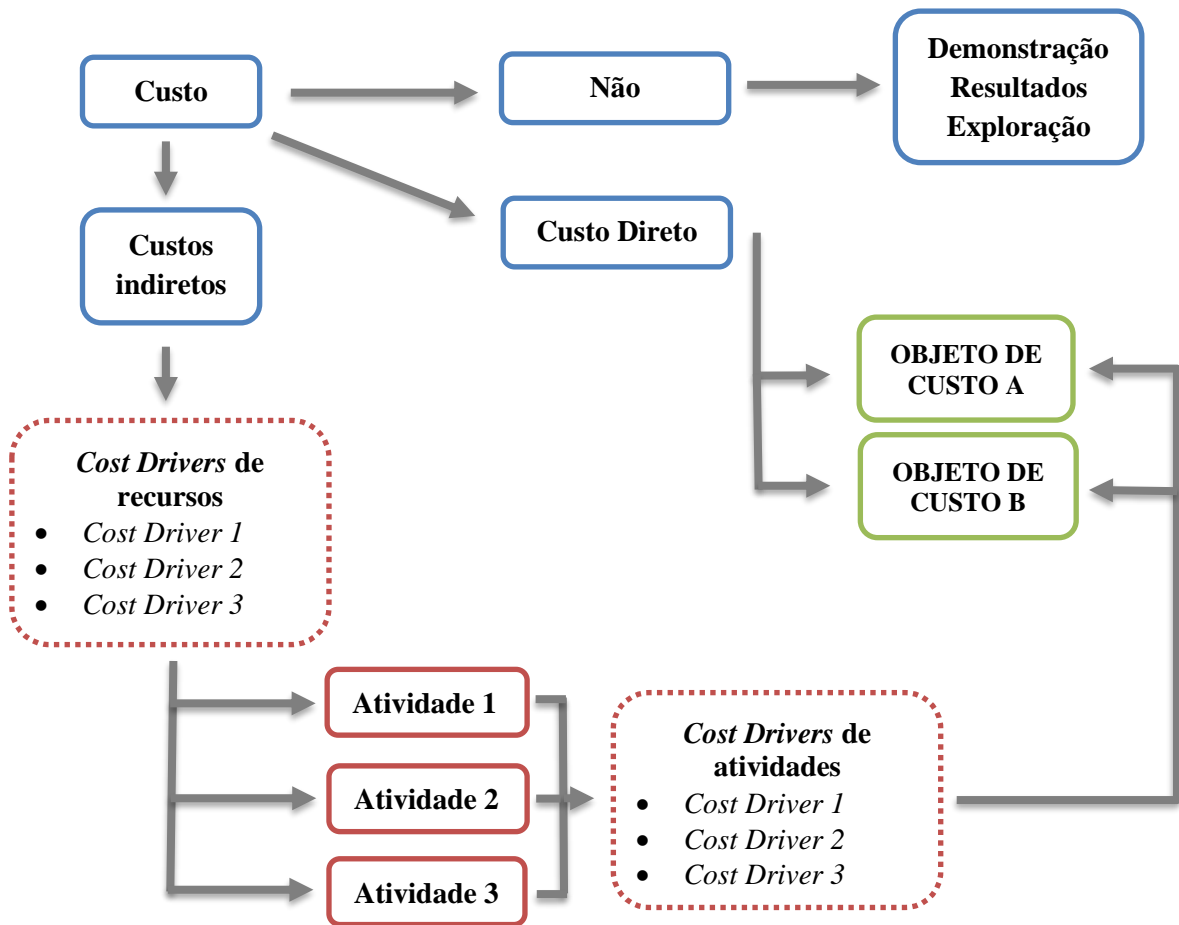 Custo
Não
Demonstração
Resultados
Exploração
Custos
indiretos
Custo Direto
OBJETO DE
CUSTO A
OBJETO DE
CUSTO B
Cost Drivers de
recursos
• Cost Driver 1
• Cost Driver 2
• Cost Driver 3
Atividade 1
Atividade 2
Atividade 3
Cost Drivers de
atividades
• Cost Driver 1
• Cost Driver 2
• Cost Driver 3